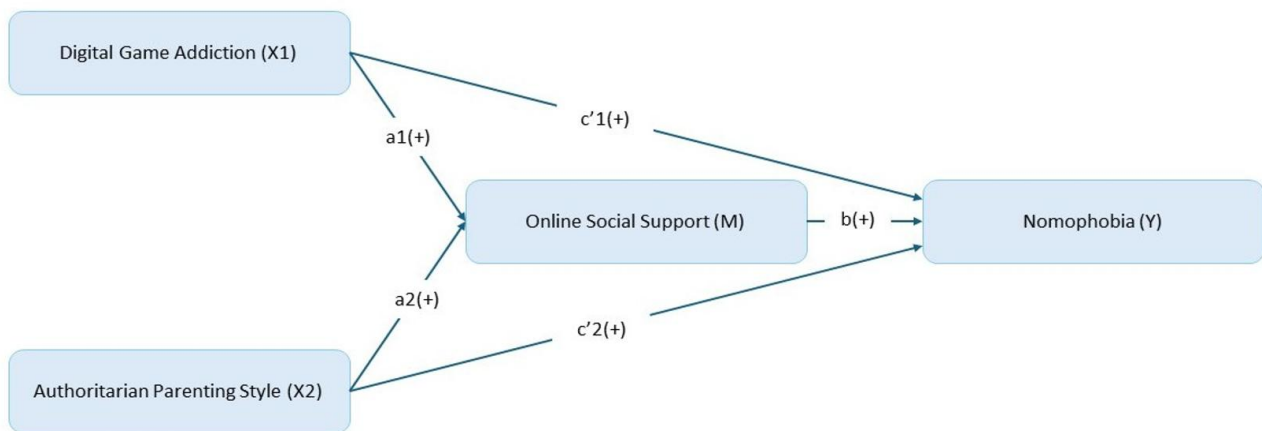 Digital Game Addiction (X1)
c’1(+)
a1(+)
Online Social Support (M)
b(+)
Nomophobia (Y)
a2(+)
c’2(+)
Authoritarian Parenting Style (X2)